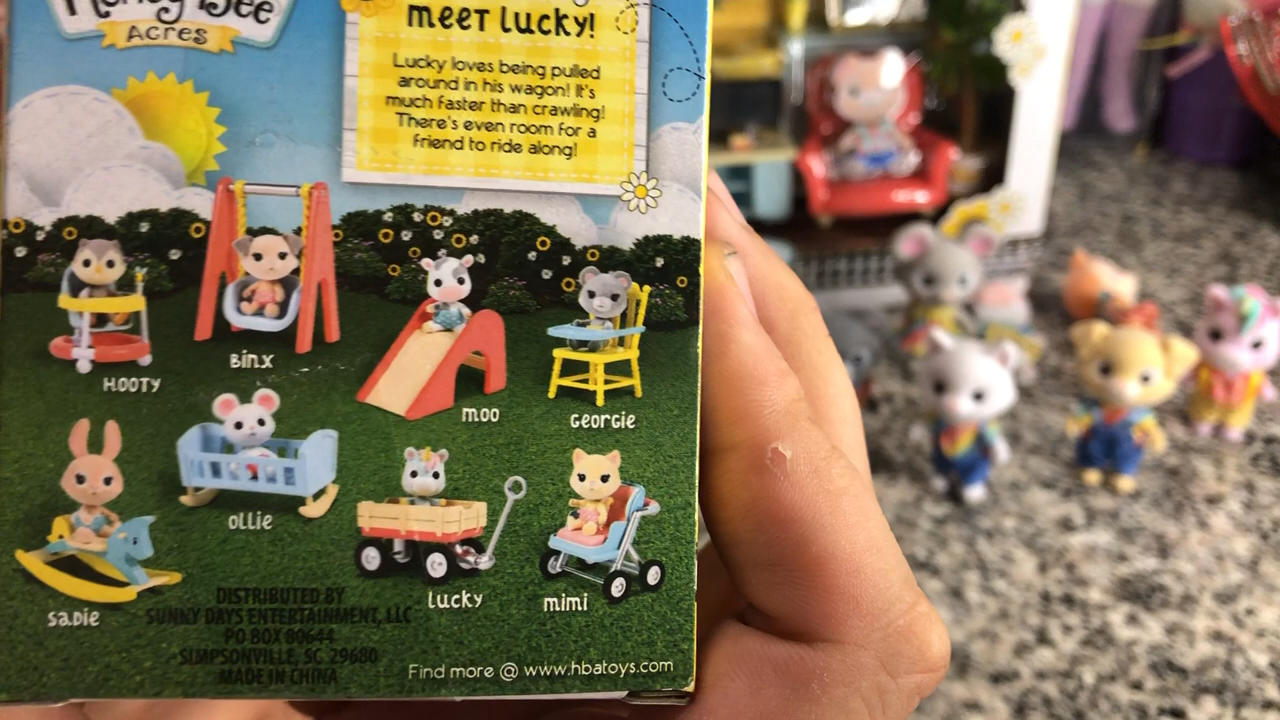 Honey Bee
Acres
MEET LUCKY!
Lucky loves being pulled
around in his wagon! It's
much faster than crawling!
There's even room for a
friend to ride along!
HOOTY
Binx
moo
Georgie
Sadie
Ollie
Lucky
mimi
DISTRIBUTED BY
SUNNY DAYS ENTERTAINMENT, LLC
PO BOX 80644
SIMPSONVILLE, SC 29680
MADE IN CHINA
Find more @ www.hbatoys.com